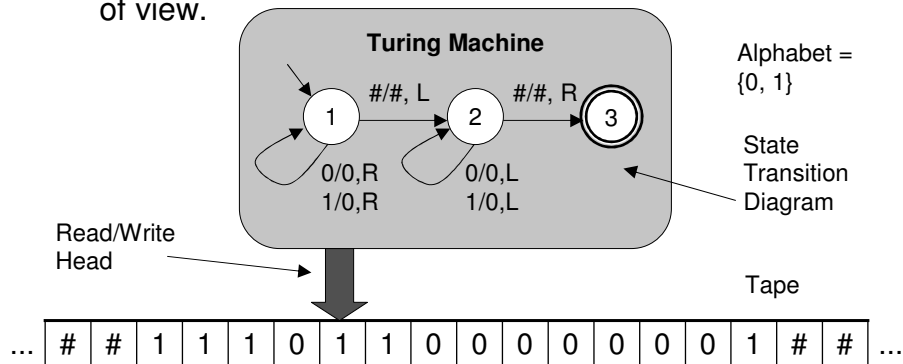 of view.
Turing Machine
Alphabet =
{0, 1}
#/#, L
#/#, R
1
2
3
0/0,R
1/0,R
0/0,L
1/0,L
State
Transition
Diagram
Read/Write
Head
Tape
... # # 1 1 1 0 1 1 0 0 0 0 0 0 0 1 # # ...